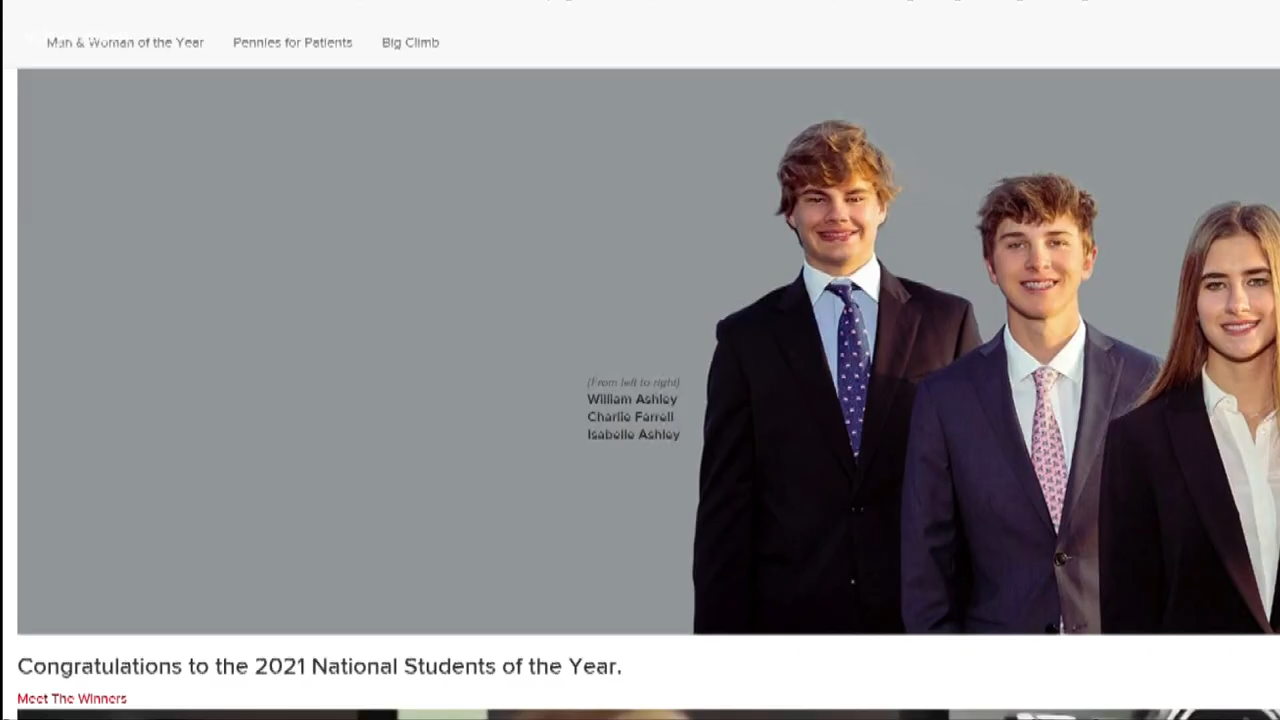 Man & Woman of the Year Pennies for Patients Big Climb
(From left to right)
William Ashley
Charlie Farrell
Isabelle Ashley
Congratulations to the 2021 National Students of the Year.
Meet The Winners